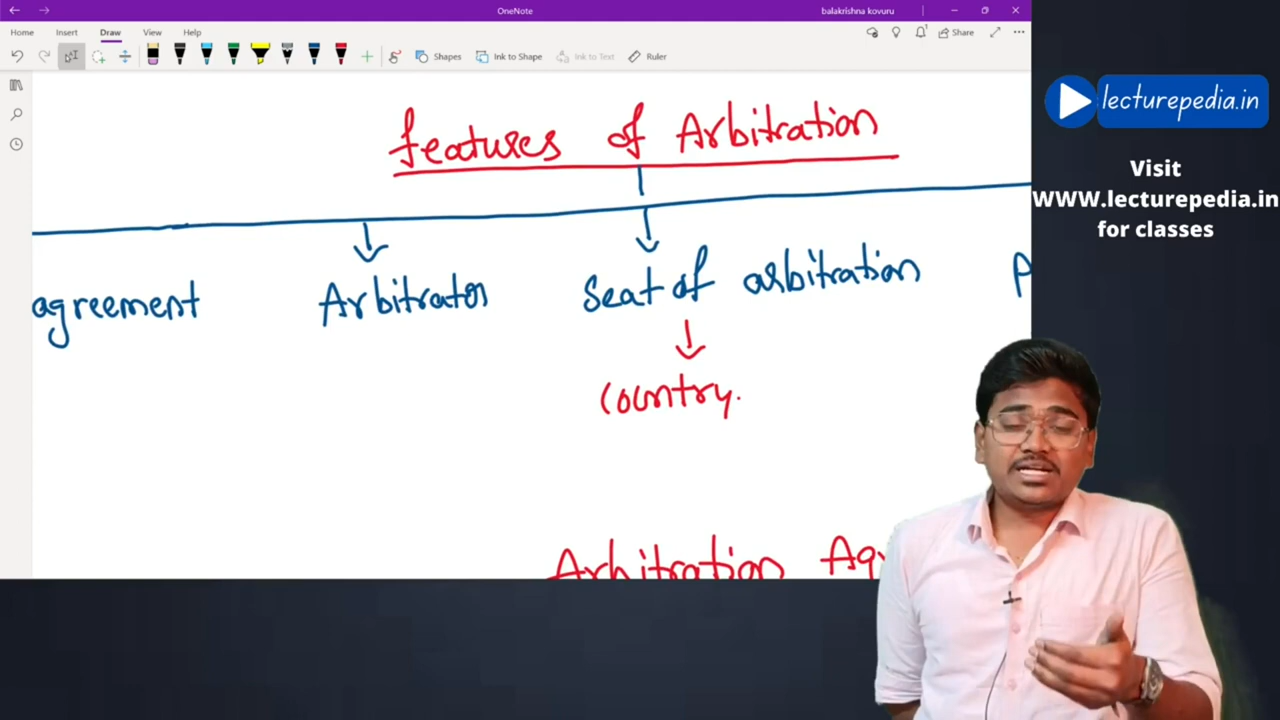 OneNote
balakrishna kovuru
Home Insert Draw View Help
Share
Shapes Ink to Shape Ink to Text Ruler
lecturepedia.in
Visit
WWW.lecturepedia.in
for classes
features of Arbitration
agreement Arbitrator Seat of arbitration
Country.
Arbitration